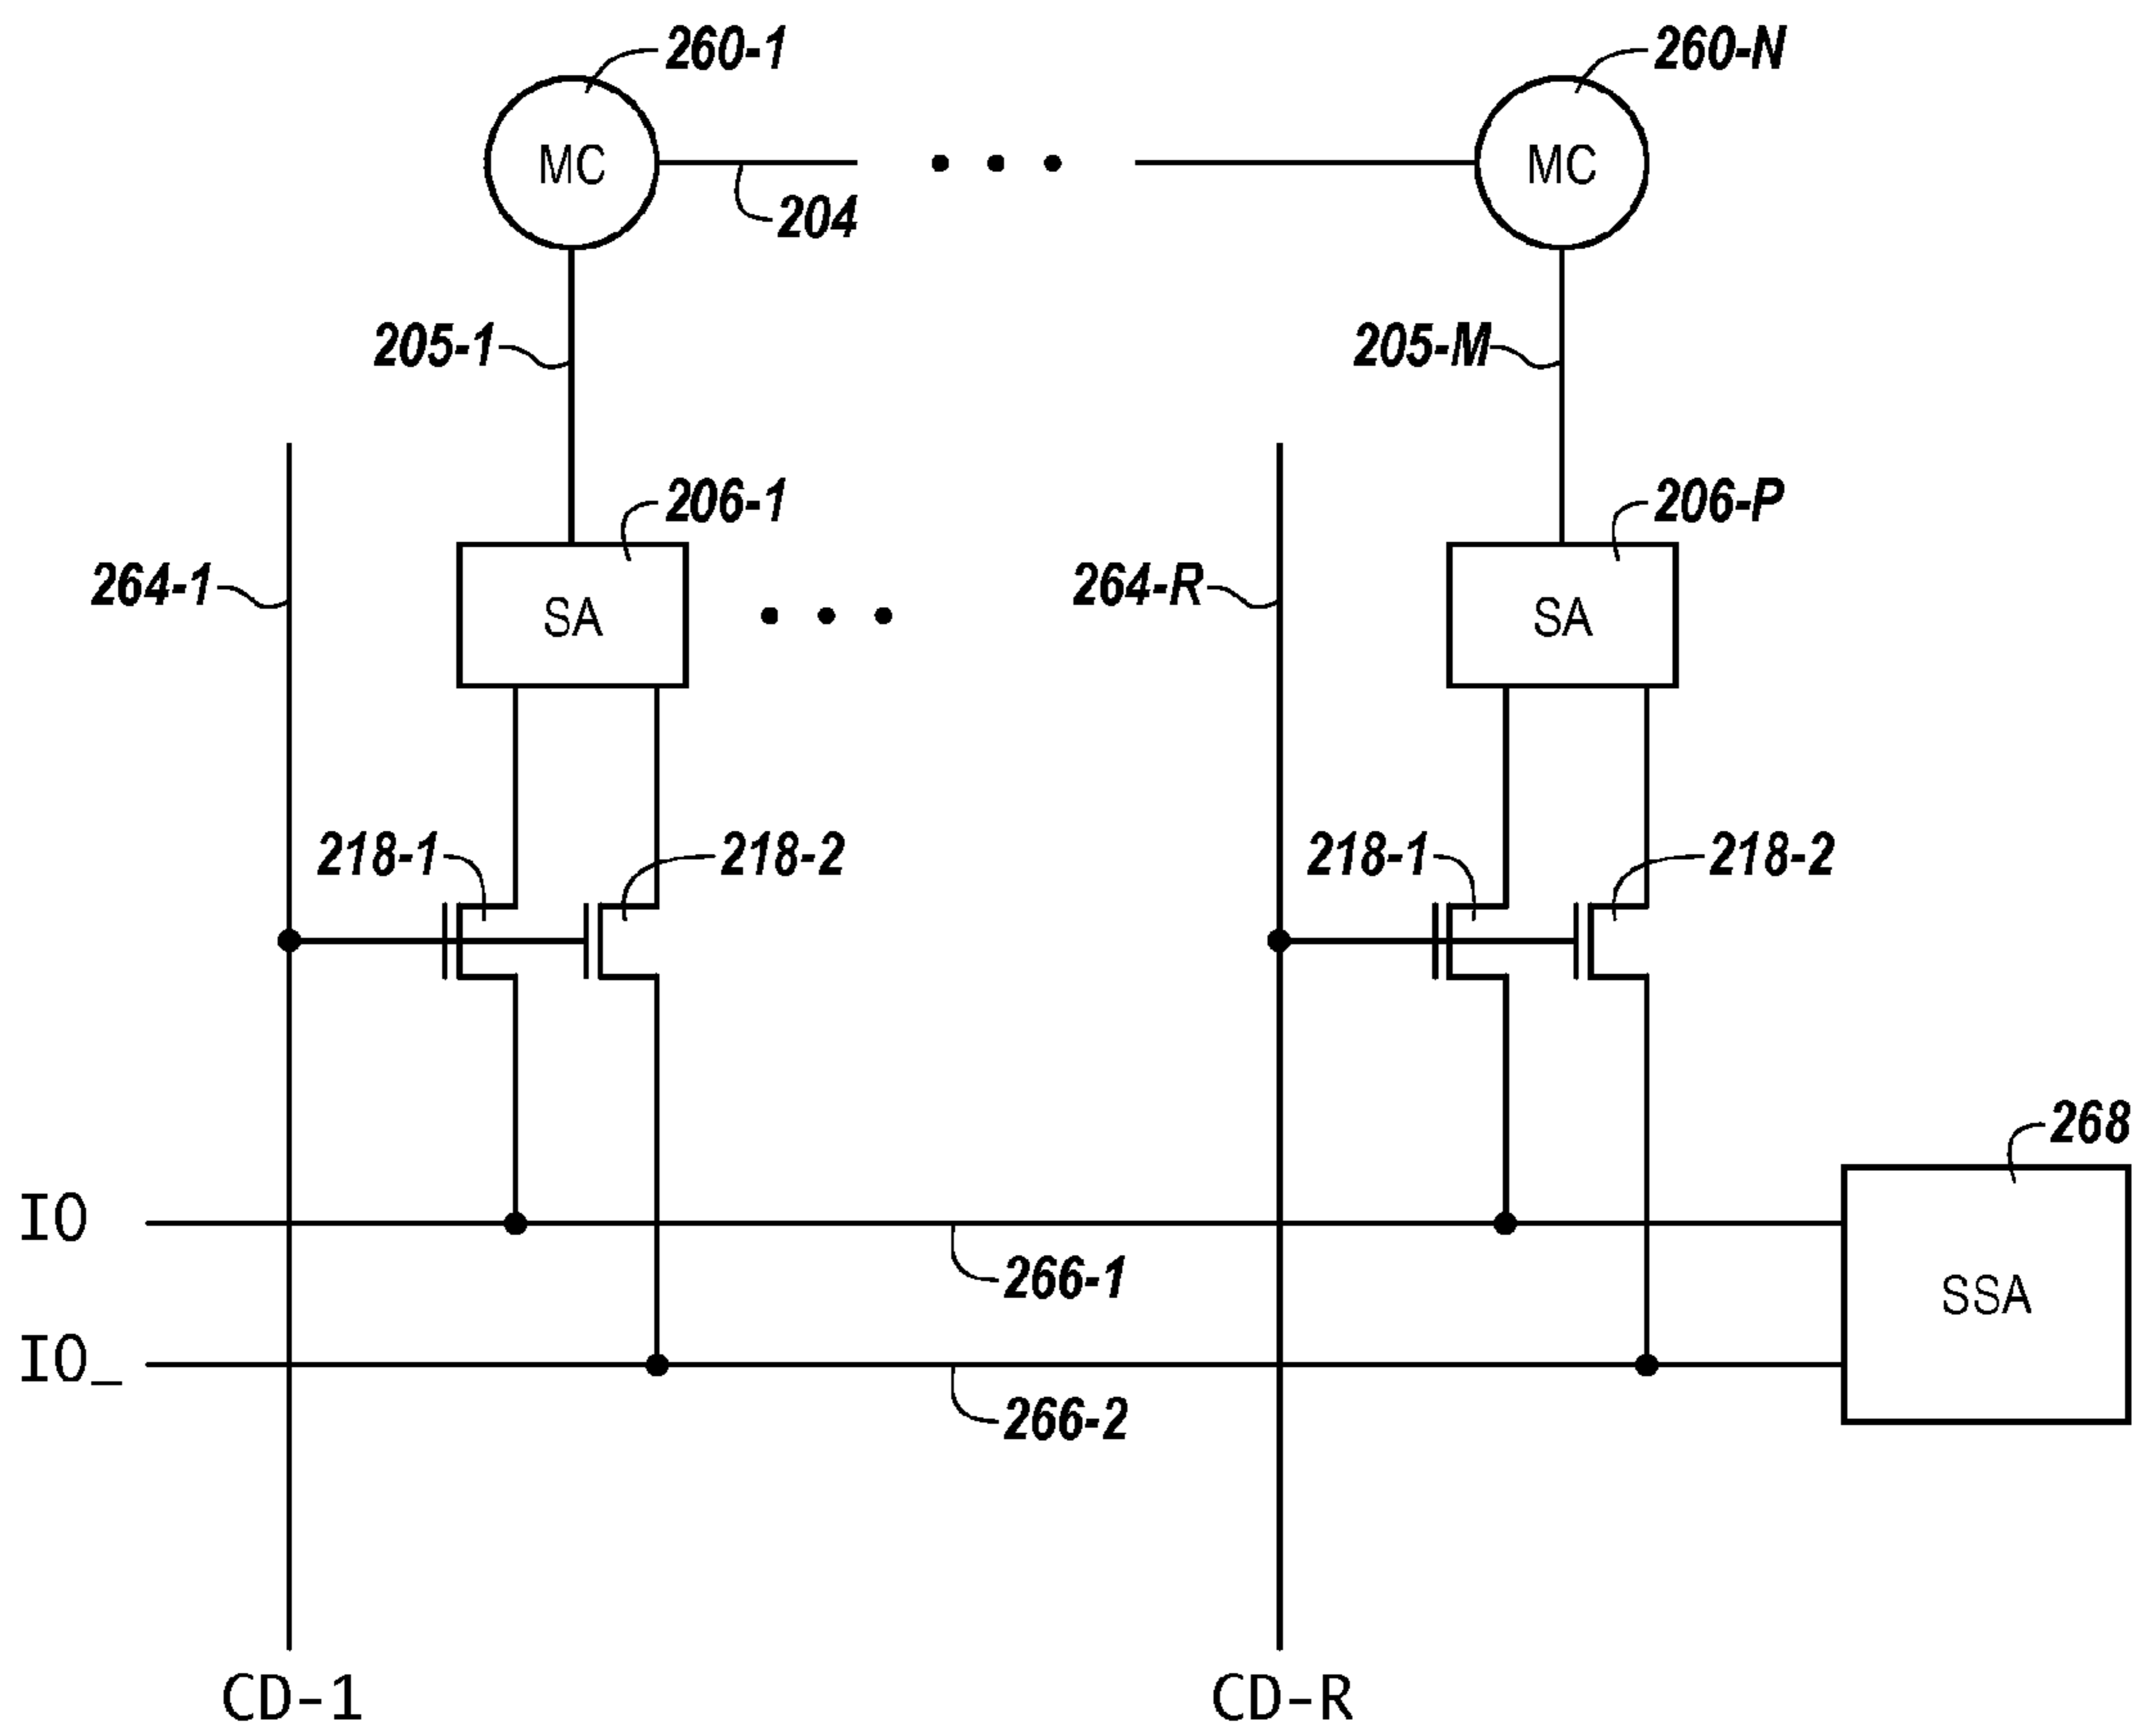 260-1
260-N
MC
MC
204
205-1
205-M
206-1
206-P
264-1
264-R
SA
SA
218-1
218-2
218-1
218-2
268
IO
266-1
SSA
IO_
266-2
CD-1
CD-R